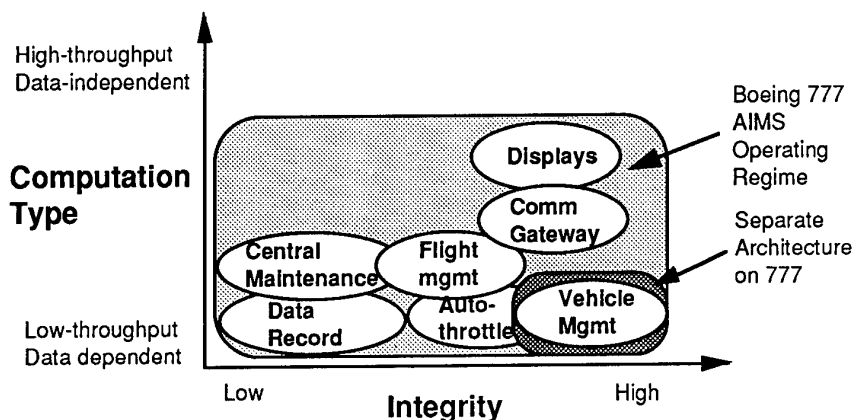 High-throughput
Data-independent
Computation
Type
Low-throughput
Data dependent
Displays
Comm
Gateway
Central
Maintenance
Flight
mgmt
Data
Record
Auto-
throttle
Vehicle
Mgmt
Boeing 777
AIMS
Operating
Regime
Separate
Architecture
on 777
Low
High
Integrity